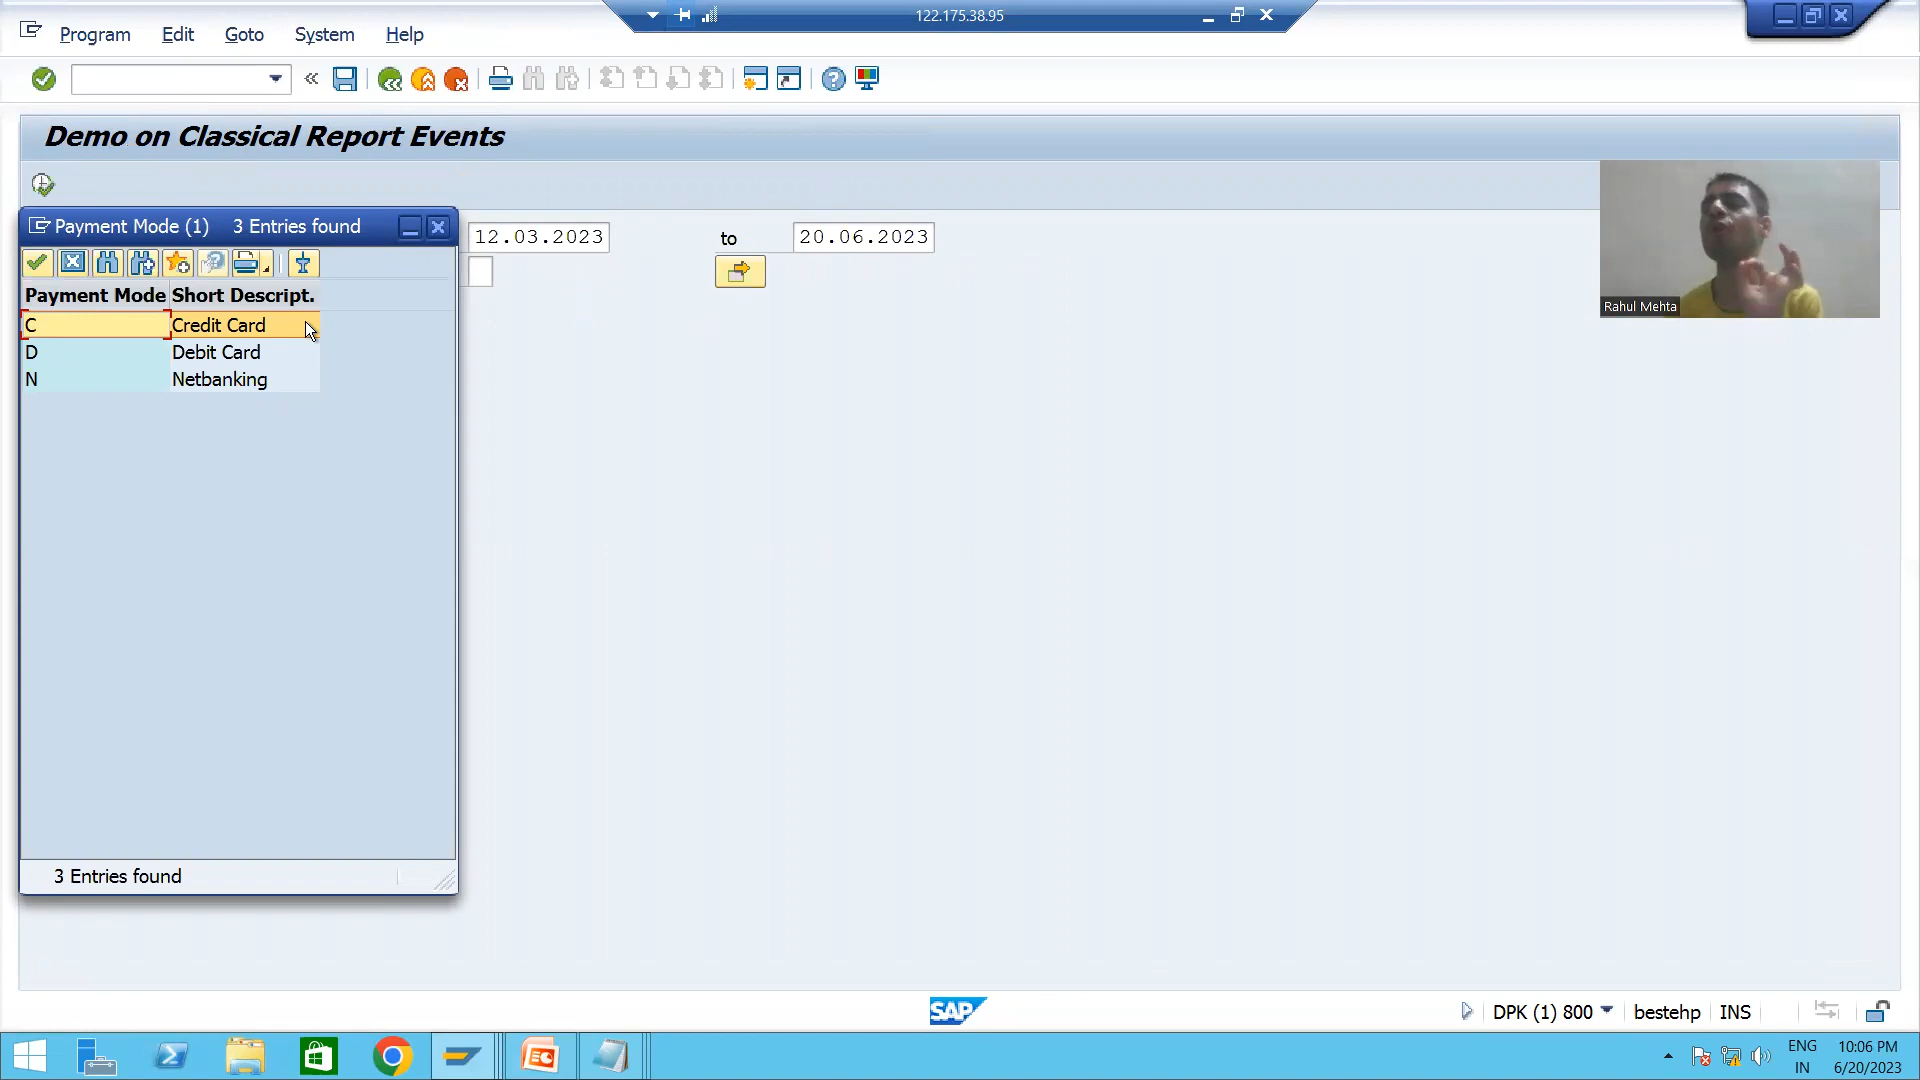 122.175.38.95
Program Edit Goto System Help
Demo on Classical Report Events
Payment Mode (1) 3 Entries found
12.03.2023 to 20.06.2023
Payment Mode Short Descript.
C Credit Card
D Debit Card
N Netbanking
Rahul Mehta
3 Entries found
SAP
DPK (1) 800 bestehp INS
ENG 10:06 PM
IN 6/20/2023